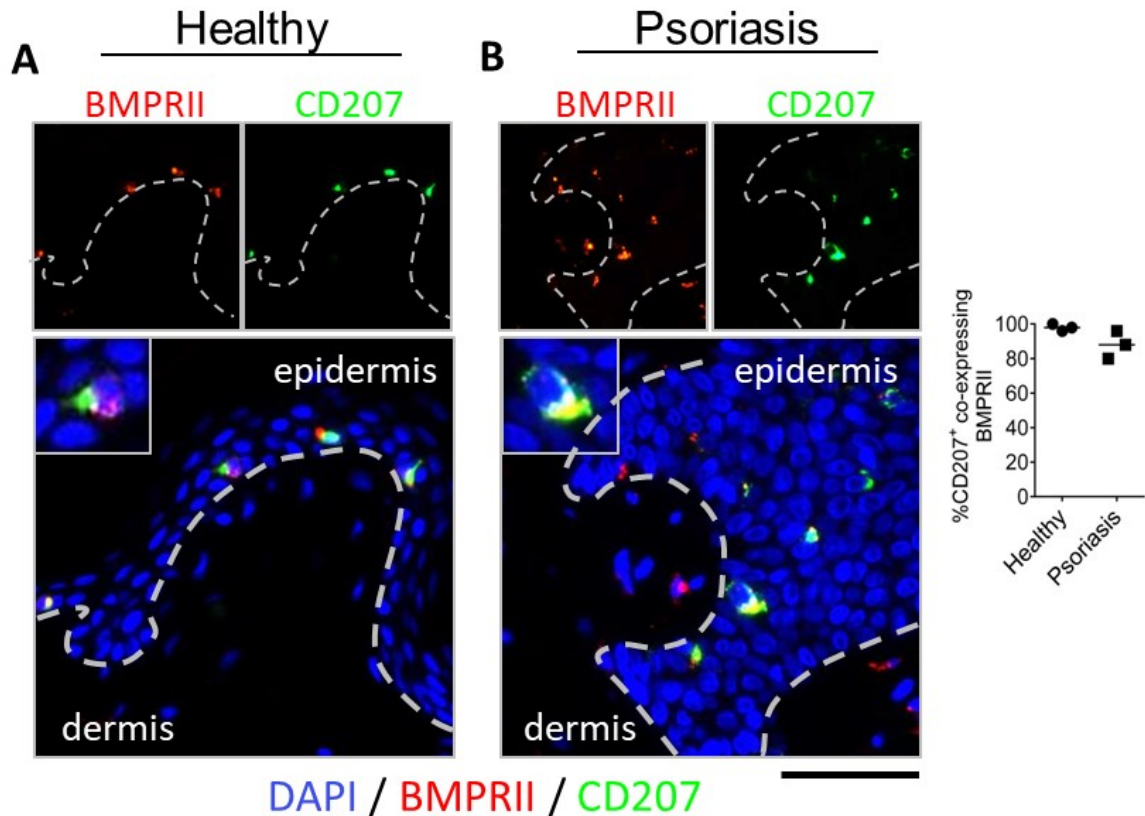 Healthy
Psoriasis
A
B
BMPRII
CD207
BMPRII
CD207
epidermis
dermis
epidermis
dermis
DAPI / BMPRII / CD207
%CD207⁺ co-expressing
BMPRII
100
80
60
40
20
0
Healthy
Psoriasis